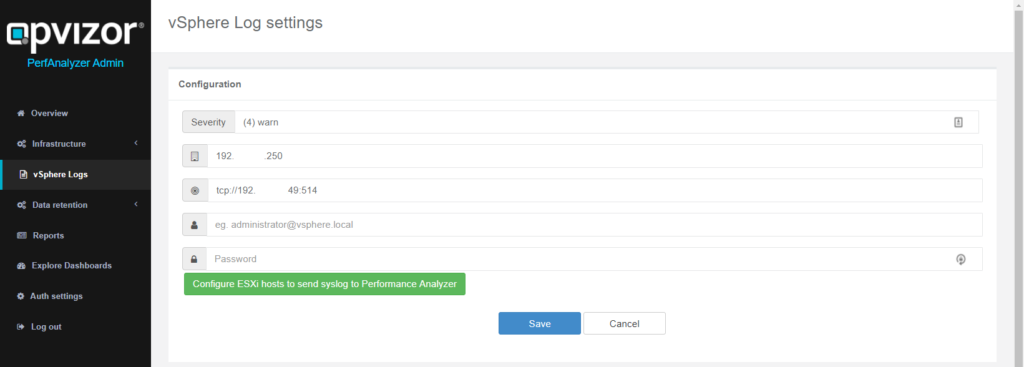 opvizor®
PerfAnalyzer Admin
Overview
Infrastructure
vSphere Logs
Data retention
Reports
Explore Dashboards
Auth settings
Log out
vSphere Log settings
Configuration
Severity (4) warn
192. .250
tcp://192. 49:514
eg. administrator@vsphere.local
Password
Configure ESXi hosts to send syslog to Performance Analyzer
Save Cancel